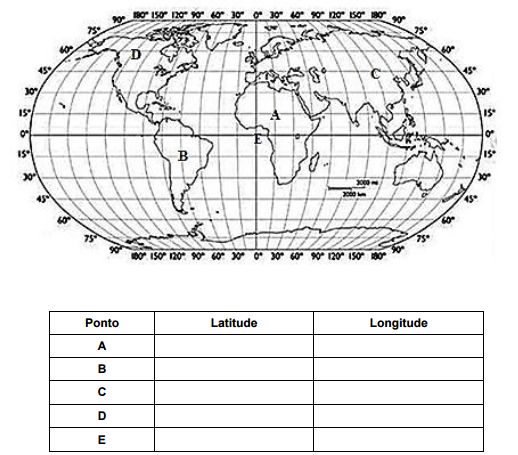 180° 150° 120° 90° 60° 30° 0° 30° 60° 90° 120° 150° 180°
90° 90°
75° 75°
60° D 60°
45° C 45°
30° 30°
15° A 15°
0° E 0°
15° B 15°
30° 2000 mi 30°
2000 km
45° 45°
60° 60°
75° 75°
90° 90°
180° 150° 120° 90° 60° 30° 0° 30° 60° 90° 120° 150° 180°
Ponto Latitude Longitude
A
B
C
D
E